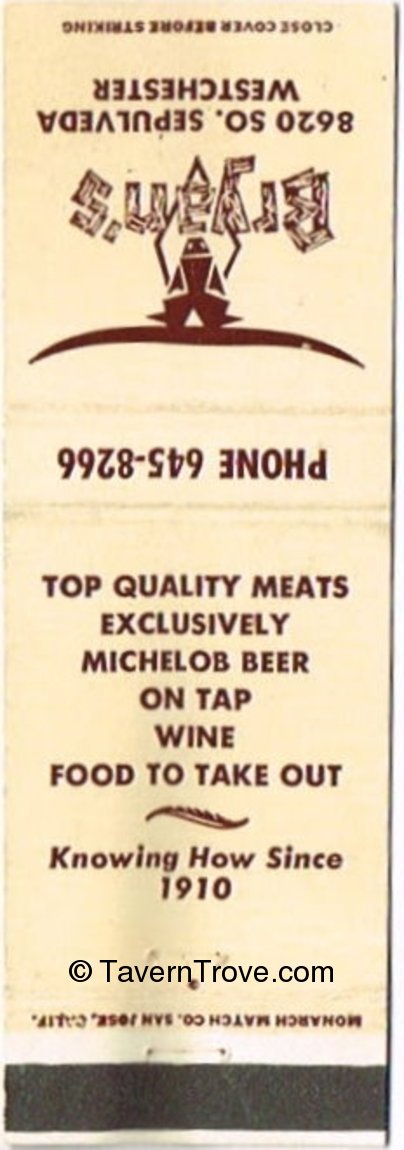 CLOSE COVER BEFORE STRIKING
8620 SO. SEPULVEDA
WESTCHESTER
Bryan's
PHONE 645-8266
TOP QUALITY MEATS
EXCLUSIVELY
MICHELOB BEER
ON TAP
WINE
FOOD TO TAKE OUT
Knowing How Since
1910
© TavernTrove.com
MONARCH MATCH CO. SAN JOSE, CALIF.